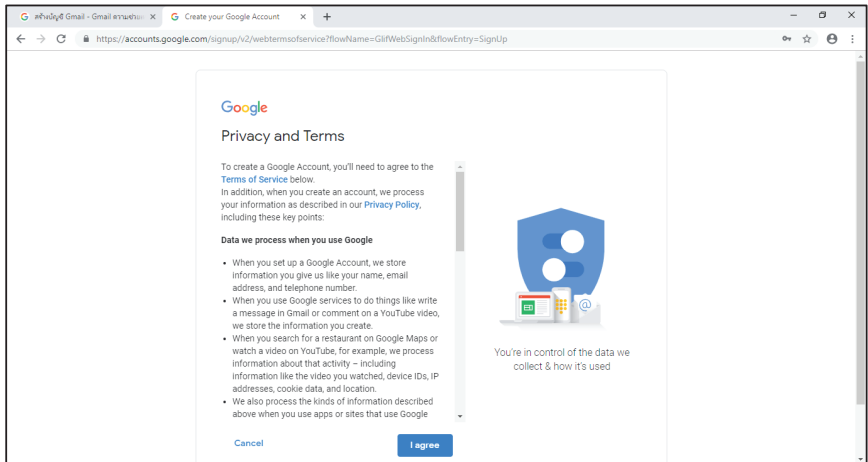 สร้างบัญชี Gmail - Gmail ความช่วยเหลือ
Create your Google Account
https://accounts.google.com/signup/v2/webtermsofservice?flowName=GlifWebSignIn&flowEntry=SignUp
Google
Privacy and Terms
To create a Google Account, you'll need to agree to the
Terms of Service below.
In addition, when you create an account, we process
your information as described in our Privacy Policy,
including these key points:
Data we process when you use Google
• When you set up a Google Account, we store
information you give us like your name, email
address, and telephone number.
• When you use Google services to do things like write
a message in Gmail or comment on a YouTube video,
we store the information you create.
• When you search for a restaurant on Google Maps or
watch a video on YouTube, for example, we process
information about that activity – including
information like the video you watched, device IDs, IP
addresses, cookie data, and location.
• We also process the kinds of information described
above when you use apps or sites that use Google
You're in control of the data we
collect & how it's used
Cancel
I agree